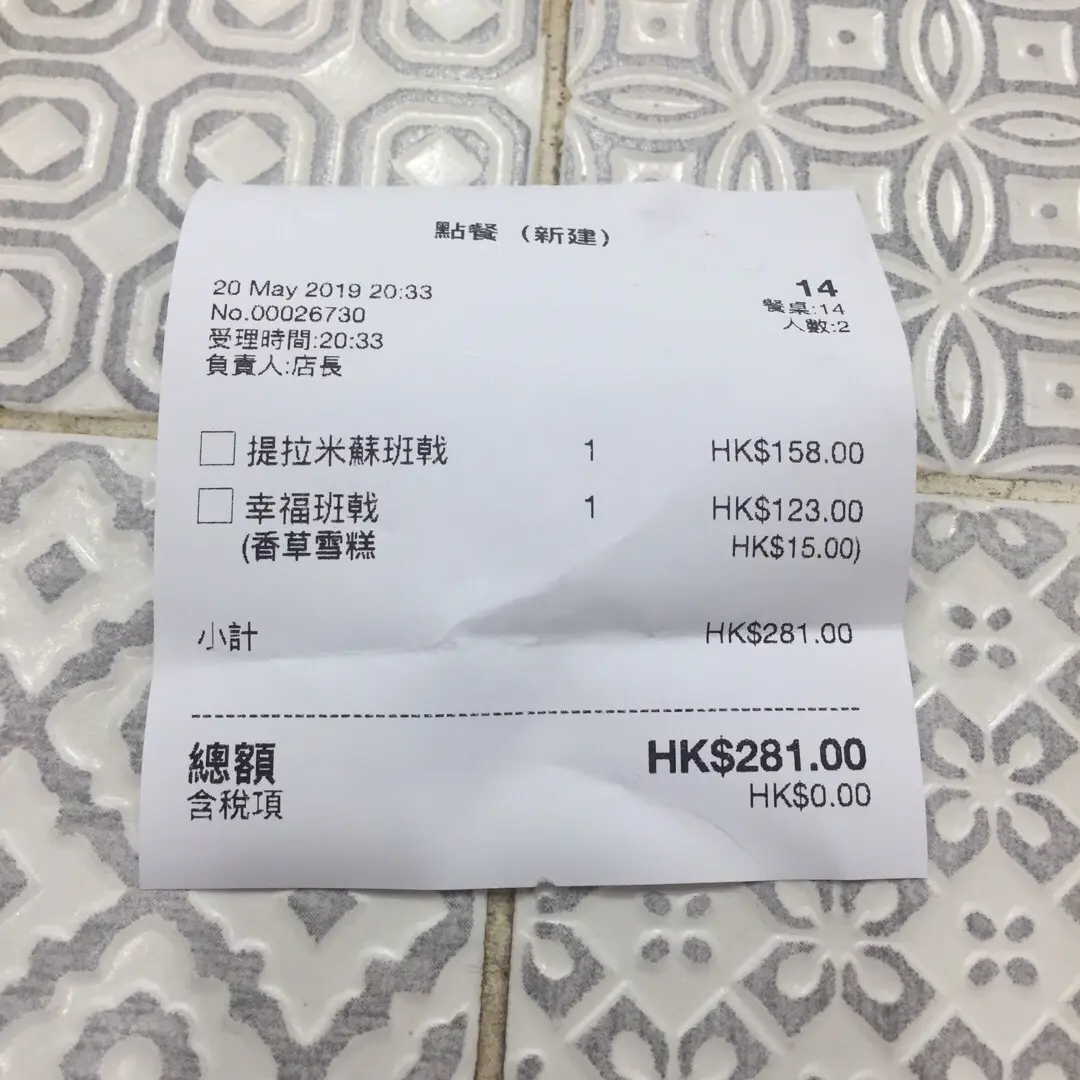 點餐 (新建)
20 May 2019 20:33
No.00026730
受理時間:20:33
負責人:店長
14
餐桌:14
人數:2
提拉米蘇班戟 1 HK$158.00
幸福班戟 1 HK$123.00
(香草雪糕 HK$15.00)
小計 HK$281.00
總額 HK$281.00
含稅項 HK$0.00